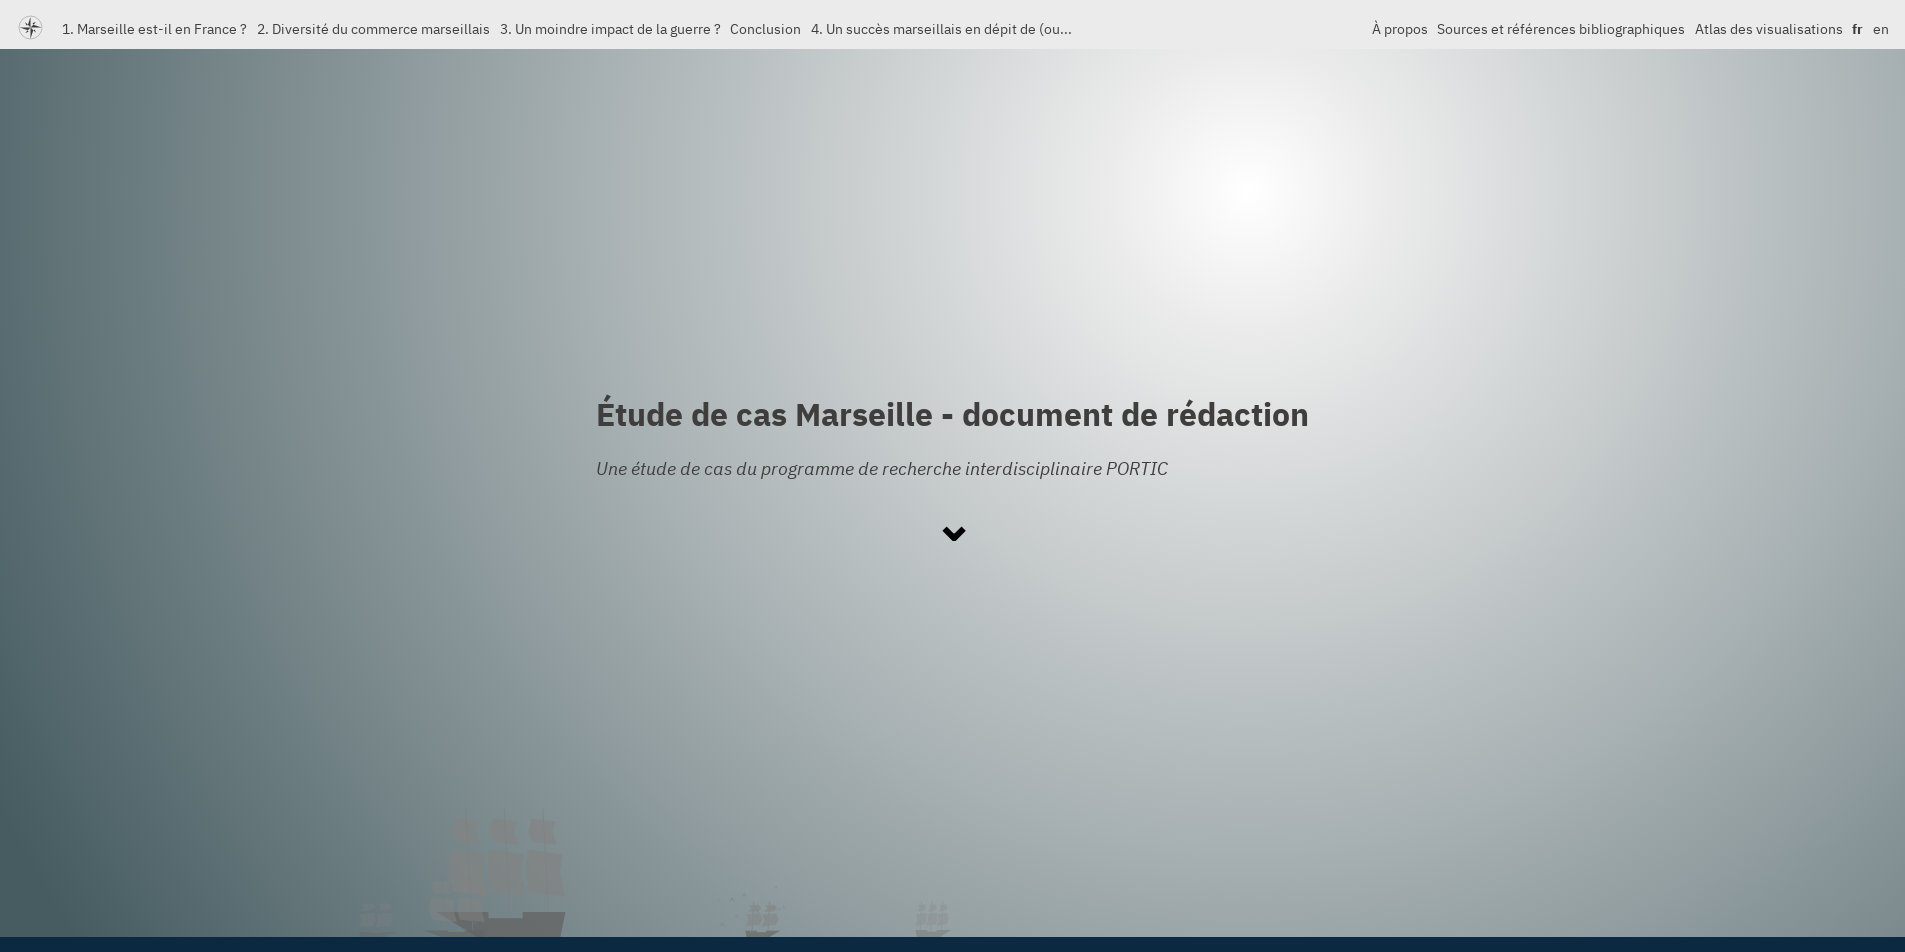 1. Marseille est-il en France ? 2. Diversité du commerce marseillais 3. Un moindre impact de la guerre ? Conclusion 4. Un succès marseillais en dépit de (ou... À propos Sources et références bibliographiques Atlas des visualisations fr en
Étude de cas Marseille - document de rédaction
Une étude de cas du programme de recherche interdisciplinaire PORTIC